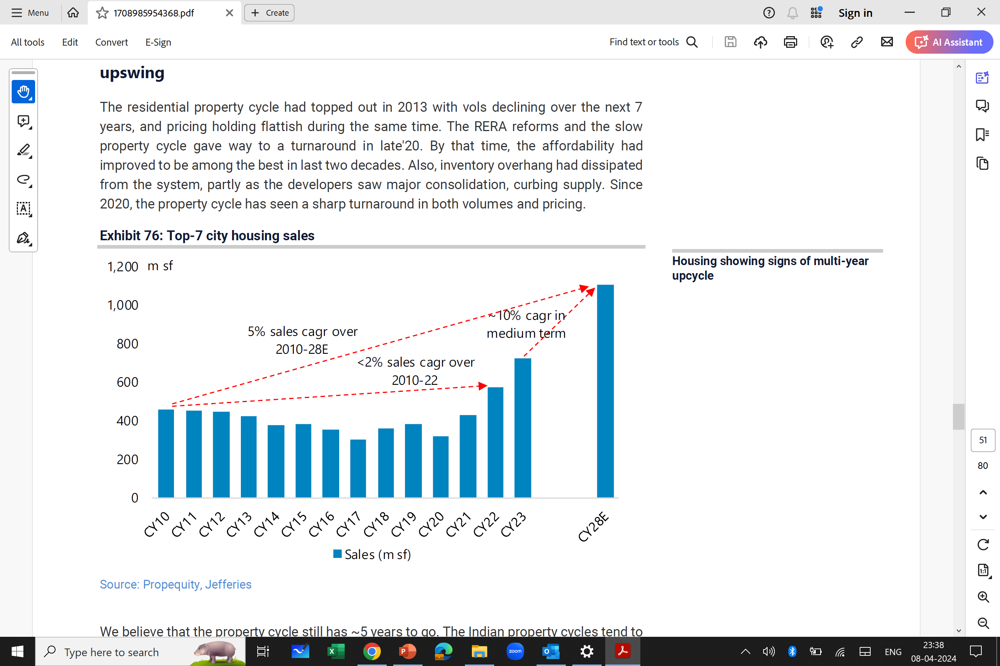 Menu
1708985954368.pdf
Create
Sign in
All tools
Edit
Convert
E-Sign
Find text or tools
AI Assistant
upswing
The residential property cycle had topped out in 2013 with vols declining over the next 7
years, and pricing holding flattish during the same time. The RERA reforms and the slow
property cycle gave way to a turnaround in late'20. By that time, the affordability had
improved to be among the best in last two decades. Also, inventory overhang had dissipated
from the system, partly as the developers saw major consolidation, curbing supply. Since
2020, the property cycle has seen a sharp turnaround in both volumes and pricing.
Exhibit 76: Top-7 city housing sales
Housing showing signs of multi-year
upcycle
1,200
m sf
1,000
800
600
400
200
0
5% sales cagr over
2010-28E
<2% sales cagr over
2010-22
~10% cagr in
medium term
CY10
CY11
CY12
CY13
CY14
CY15
CY16
CY17
CY18
CY19
CY20
CY21
CY22
CY23
CY28E
Sales (m sf)
Source: Propequity, Jefferies
We believe that the property cycle still has ~5 years to go. The Indian property cycles tend to
51
80
1:1
Type here to search
zoom
ENG
23:38
08-04-2024